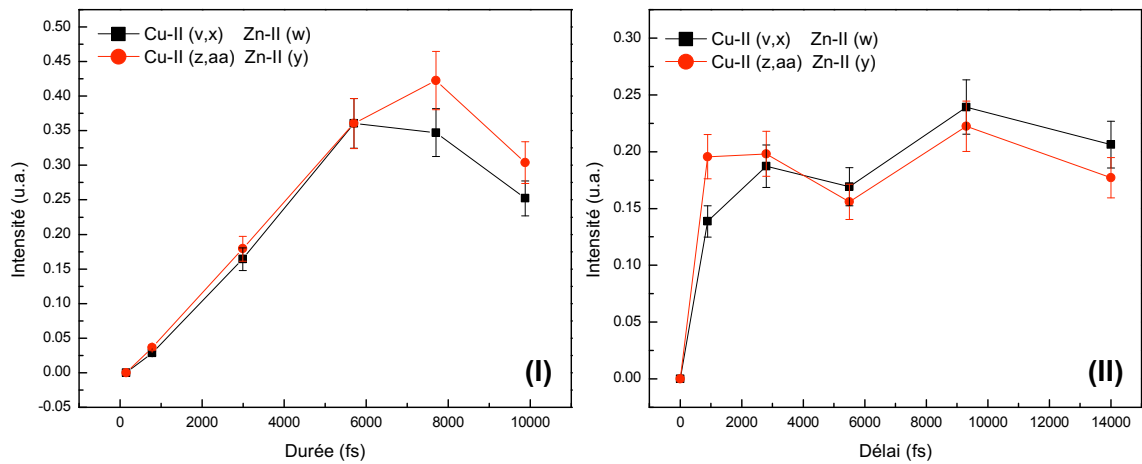 0.50
0.45
0.40
0.35
0.30
0.25
0.20
0.15
0.10
0.05
0.00
-0.05
Intensité (u.a.)
Cu-II (v,x) Zn-II (w)
Cu-II (z,aa) Zn-II (y)
(I)
0 2000 4000 6000 8000 10000
Durée (fs)
0.30
0.25
0.20
0.15
0.10
0.05
0.00
Intensité (u.a.)
Cu-II (v,x) Zn-II (w)
Cu-II (z,aa) Zn-II (y)
(II)
0 2000 4000 6000 8000 10000 12000 14000
Délai (fs)